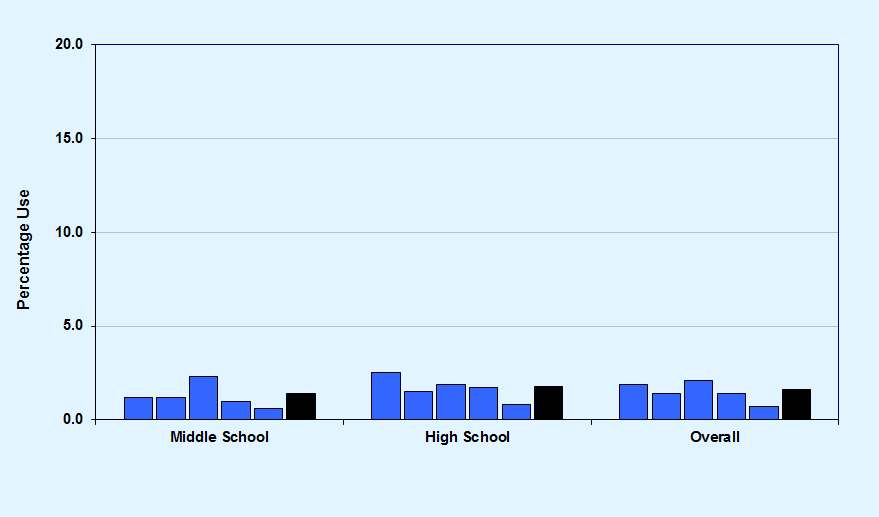 20.0
15.0
10.0
5.0
0.0
Percentage Use
Middle School
High School
Overall